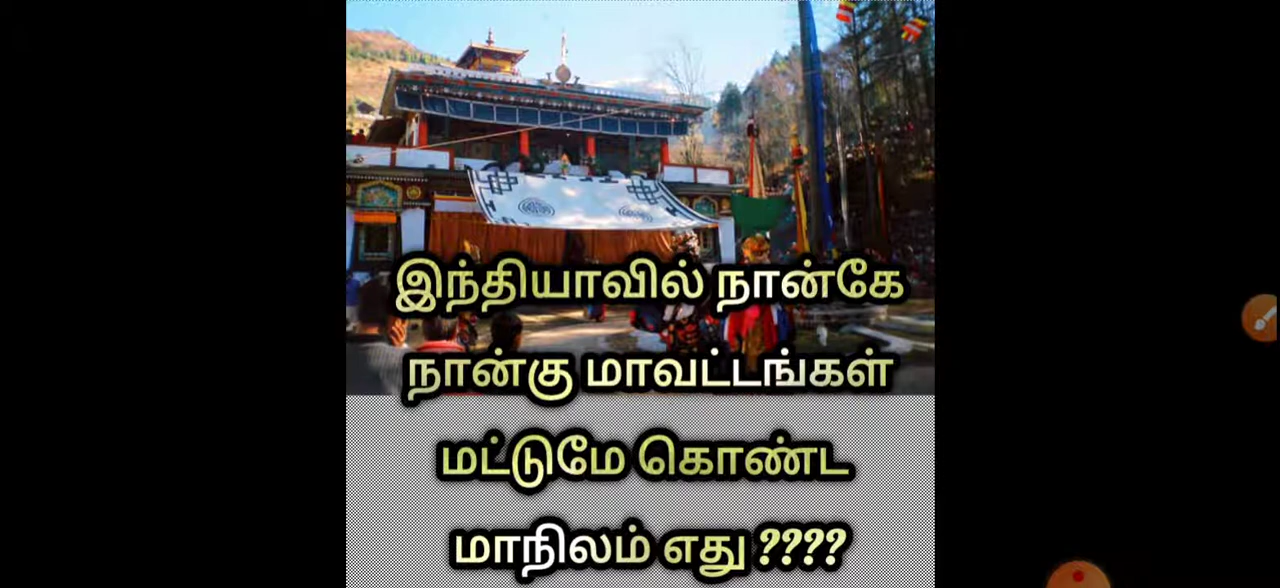 இந்தியாவில் நான்கே
நான்கு மாவட்டங்கள்
மட்டுமே கொண்ட
மாநிலம் எது ????